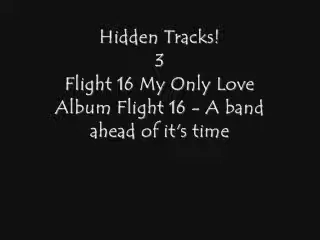 Hidden Tracks!
3
Flight 16 My Only Love
Album Flight 16 - A band
ahead of it's time